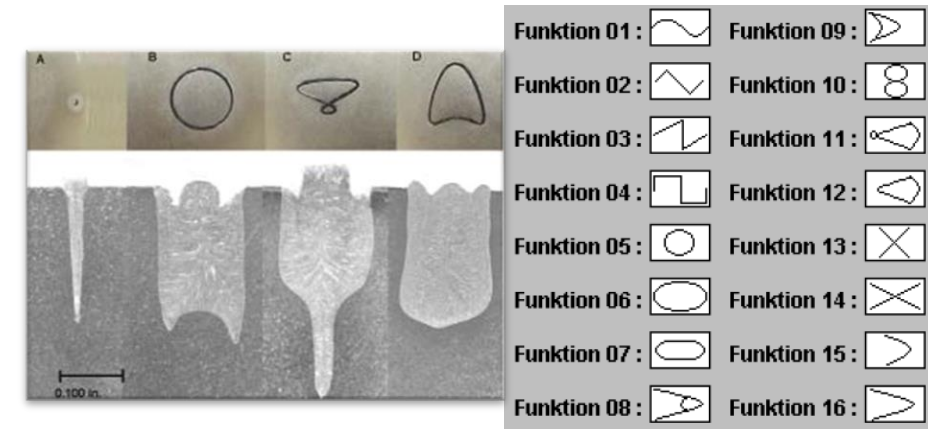 A B C D
0.100 in.
Funktion 01 :
Funktion 02 :
Funktion 03 :
Funktion 04 :
Funktion 05 :
Funktion 06 :
Funktion 07 :
Funktion 08 :
Funktion 09 :
Funktion 10 :
Funktion 11 :
Funktion 12 :
Funktion 13 :
Funktion 14 :
Funktion 15 :
Funktion 16 :